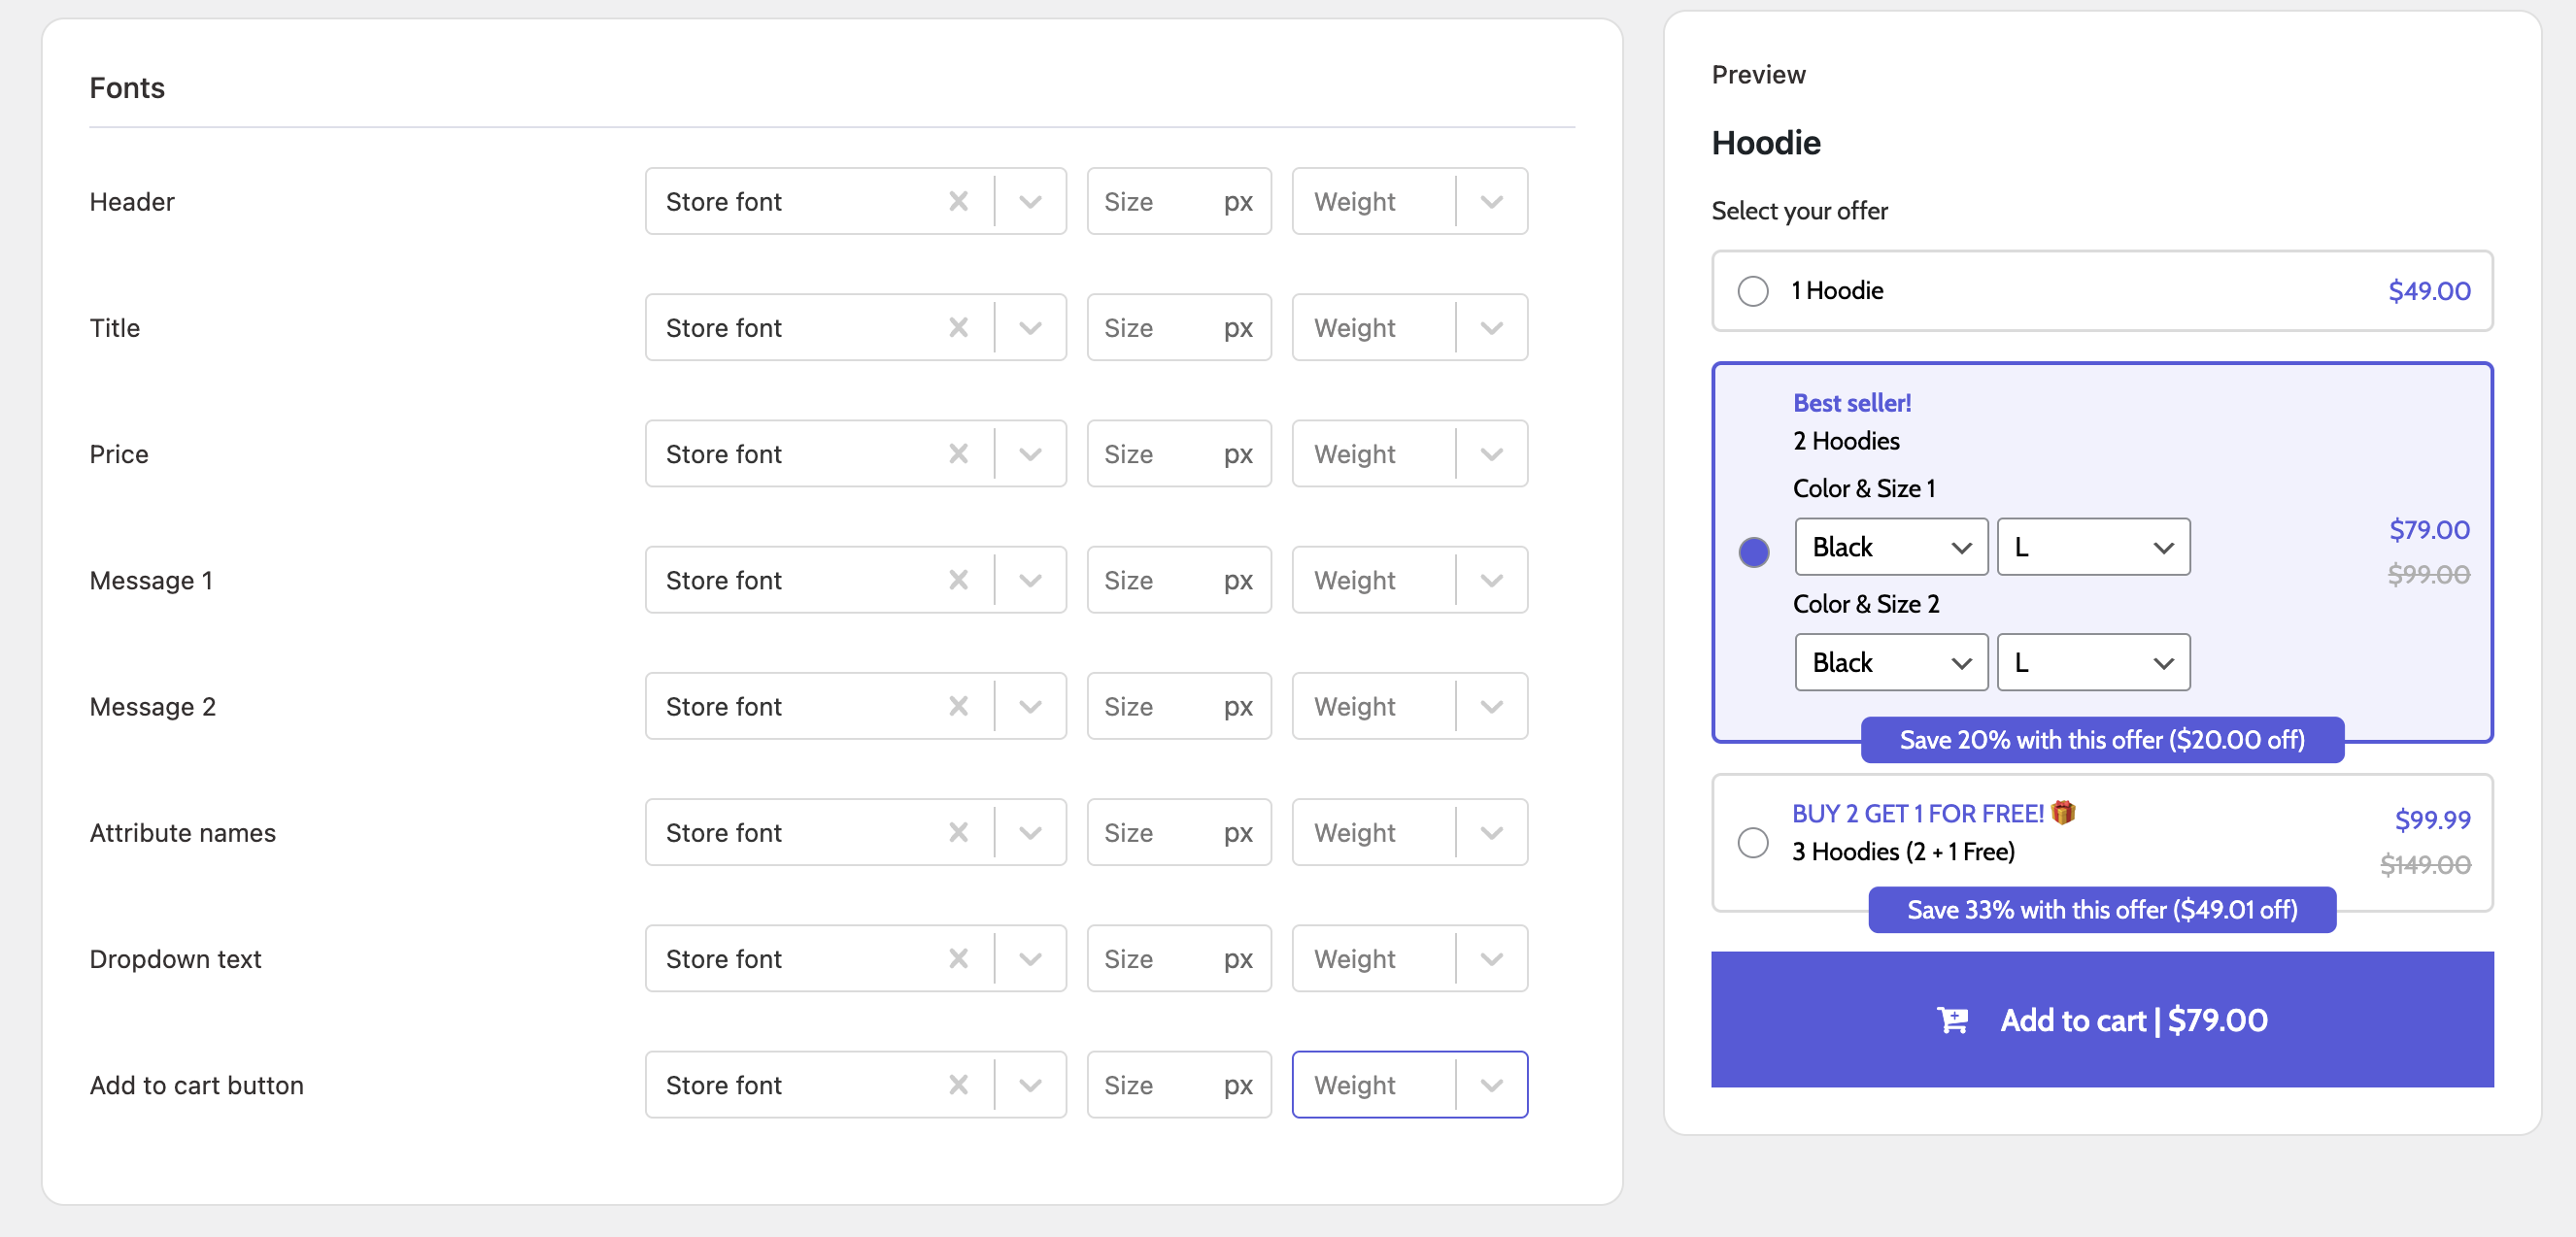 Fonts
Header
Store font
Size px
Weight
Title
Store font
Size px
Weight
Price
Store font
Size px
Weight
Message 1
Store font
Size px
Weight
Message 2
Store font
Size px
Weight
Attribute names
Store font
Size px
Weight
Dropdown text
Store font
Size px
Weight
Add to cart button
Store font
Size px
Weight
Preview
Hoodie
Select your offer
1 Hoodie
$49.00
Best seller!
2 Hoodies
Color & Size 1
Black
L
$79.00
$99.00
Color & Size 2
Black
L
Save 20% with this offer ($20.00 off)
BUY 2 GET 1 FOR FREE! 🎁
$99.99
3 Hoodies (2 + 1 Free)
$149.00
Save 33% with this offer ($49.01 off)
Add to cart | $79.00